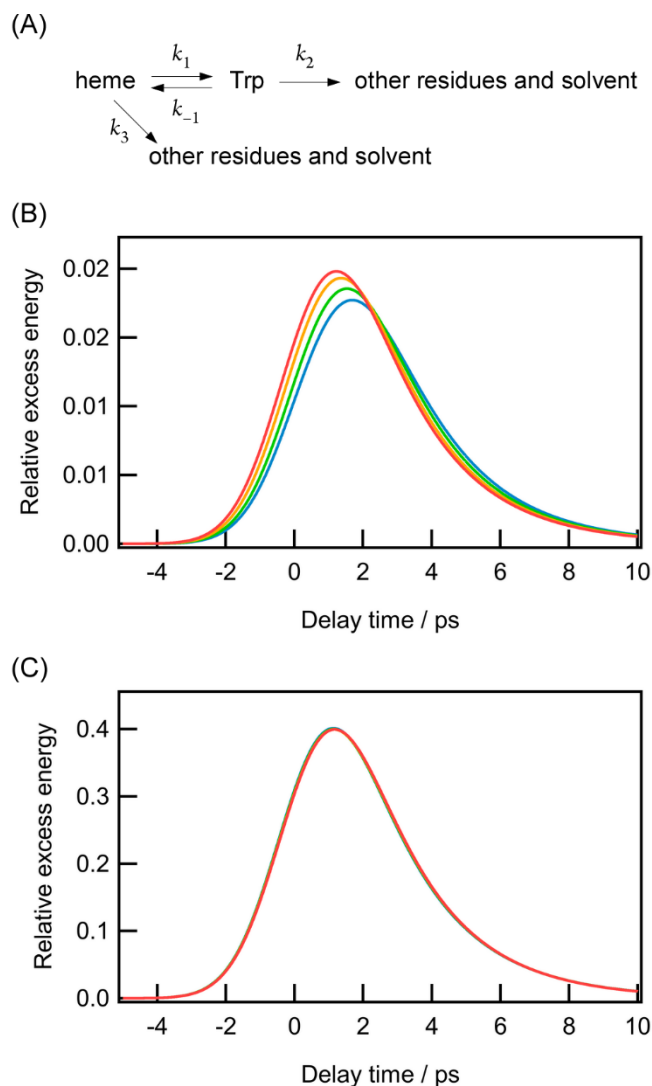 (A)
k1
k2
heme Trp other residues and solvent
k−1
k3
other residues and solvent
(B)
Relative excess energy
0.02
0.02
0.01
0.01
0.00
-4 -2 0 2 4 6 8 10
Delay time / ps
(C)
Relative excess energy
0.4
0.3
0.2
0.1
0.0
-4 -2 0 2 4 6 8 10
Delay time / ps